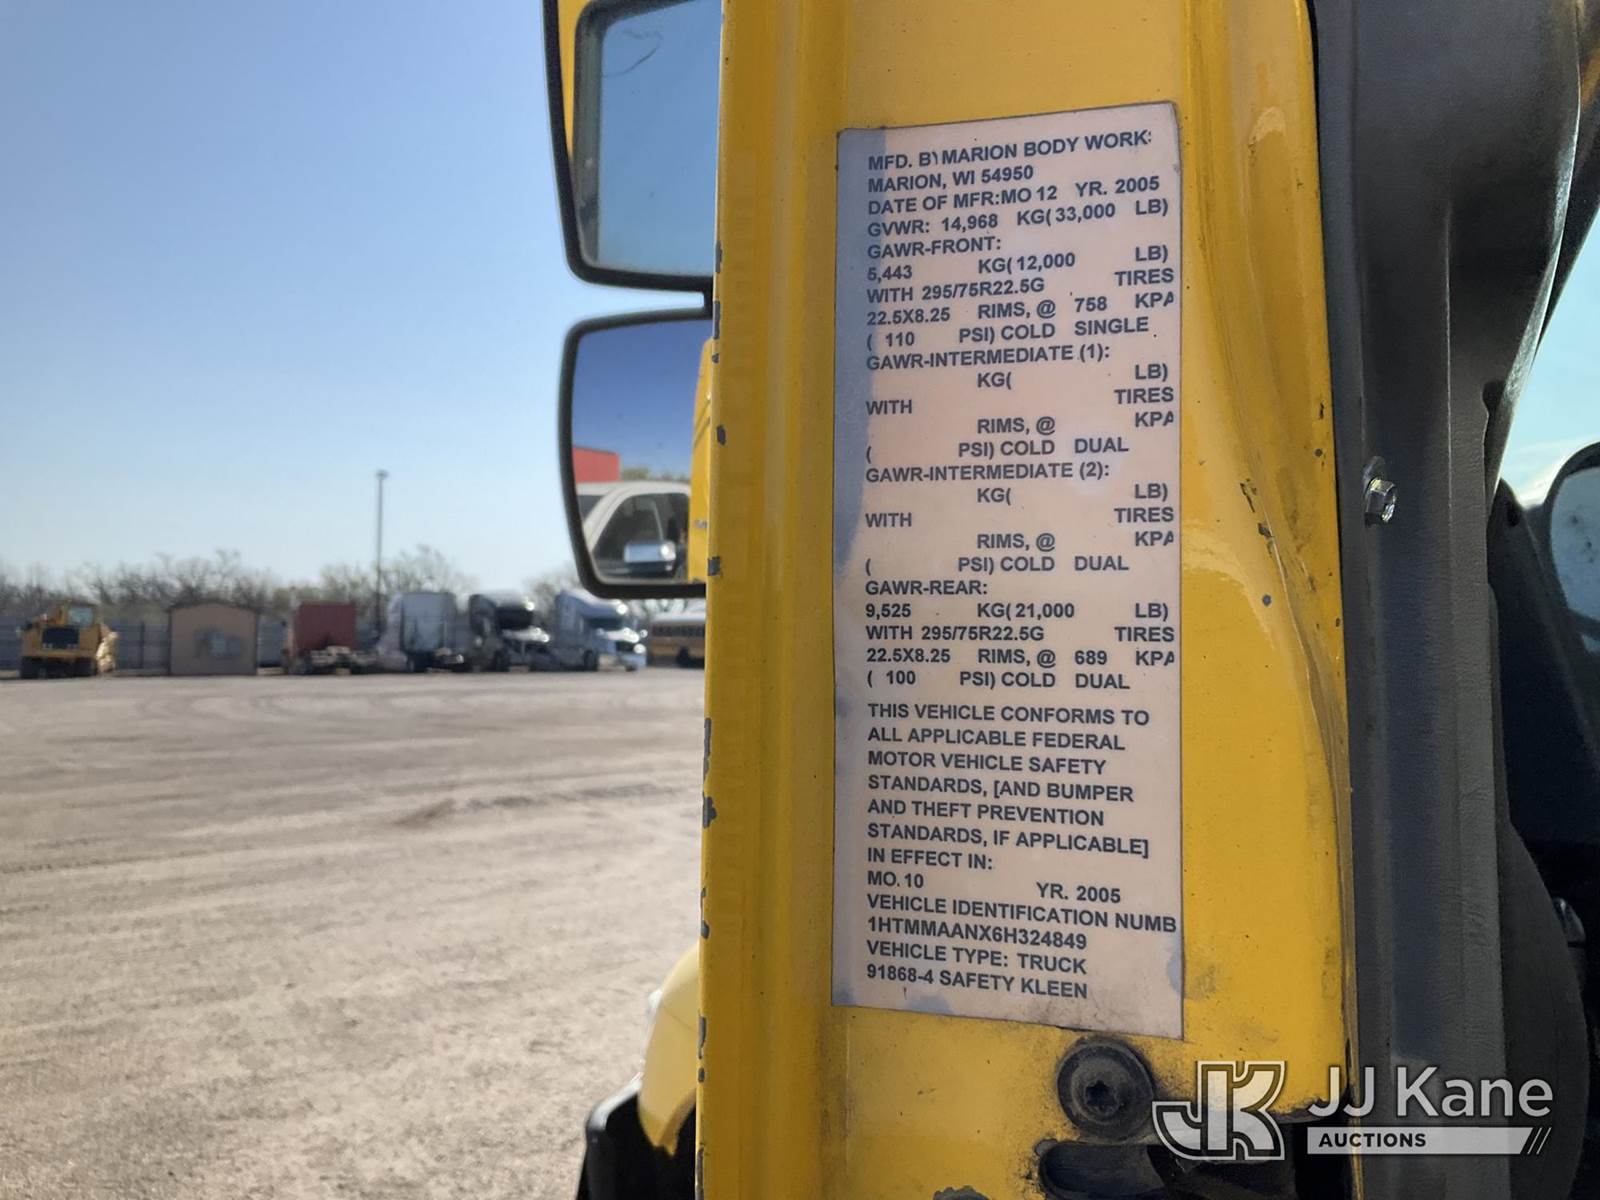 MFD. BY MARION BODY WORKS
MARION, WI 54950
DATE OF MFR:MO 12 YR. 2005
GVWR: 14,968 KG( 33,000 LB)
GAWR-FRONT:
5,443 KG( 12,000 LB)
WITH 295/75R22.5G TIRES
22.5X8.25 RIMS, @ 758 KPA
( 110 PSI) COLD SINGLE
GAWR-INTERMEDIATE (1):
KG( LB)
WITH TIRES
RIMS, @ KPA
( PSI) COLD DUAL
GAWR-INTERMEDIATE (2):
KG( LB)
WITH TIRES
RIMS, @ KPA
( PSI) COLD DUAL
GAWR-REAR:
9,525 KG( 21,000 LB)
WITH 295/75R22.5G TIRES
22.5X8.25 RIMS, @ 689 KPA
( 100 PSI) COLD DUAL
THIS VEHICLE CONFORMS TO
ALL APPLICABLE FEDERAL
MOTOR VEHICLE SAFETY
STANDARDS, [AND BUMPER
AND THEFT PREVENTION
STANDARDS, IF APPLICABLE]
IN EFFECT IN:
MO. 10 YR. 2005
VEHICLE IDENTIFICATION NUMB
1HTMMAANX6H324849
VEHICLE TYPE: TRUCK
91868-4 SAFETY KLEEN
JK JJ Kane
AUCTIONS